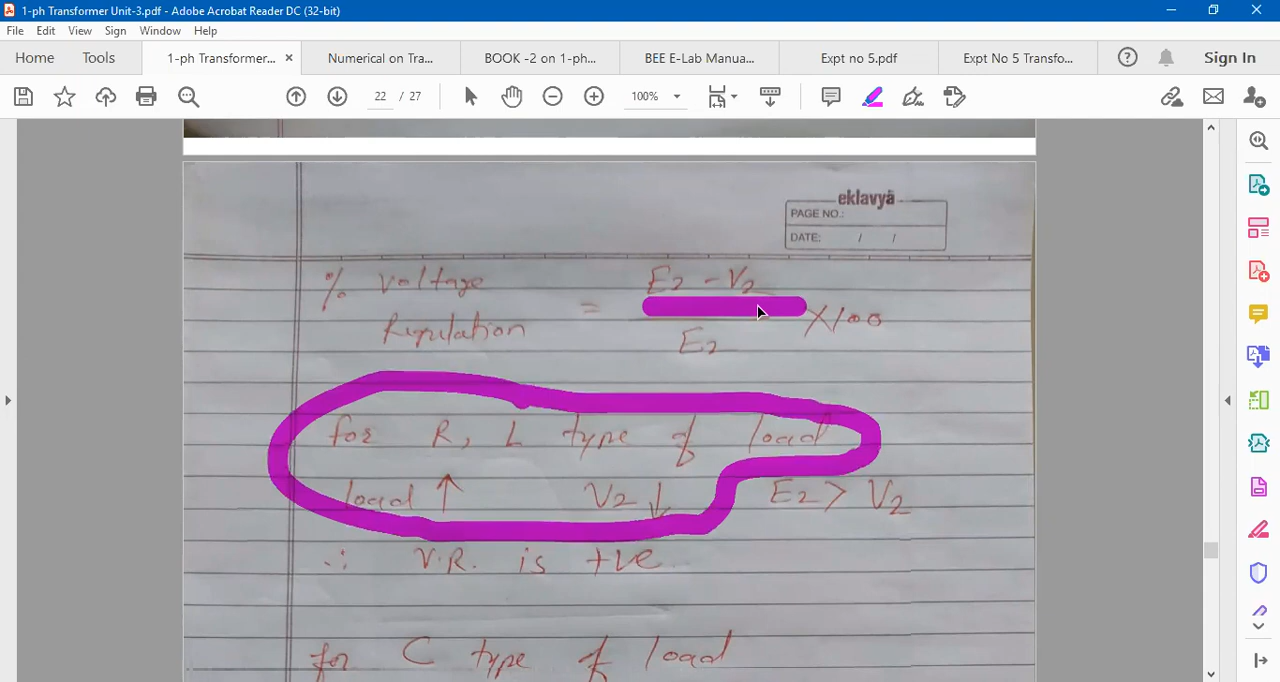 1-ph Transformer Unit-3.pdf - Adobe Acrobat Reader DC (32-bit)
File Edit View Sign Window Help
Home Tools 1-ph Transformer... × Numerical on Tra... BOOK -2 on 1-ph... BEE E-Lab Manua... Expt no 5.pdf Expt No 5 Transfo... Sign In
22 / 27 100%
eklavyā
PAGE NO.:
DATE: / /
% voltage Regulation = E2 - V2 / E2 × 100
for R, L type of load
load ↑ V2 ↓ E2 > V2
∴ V.R. is +ve
for C type of load